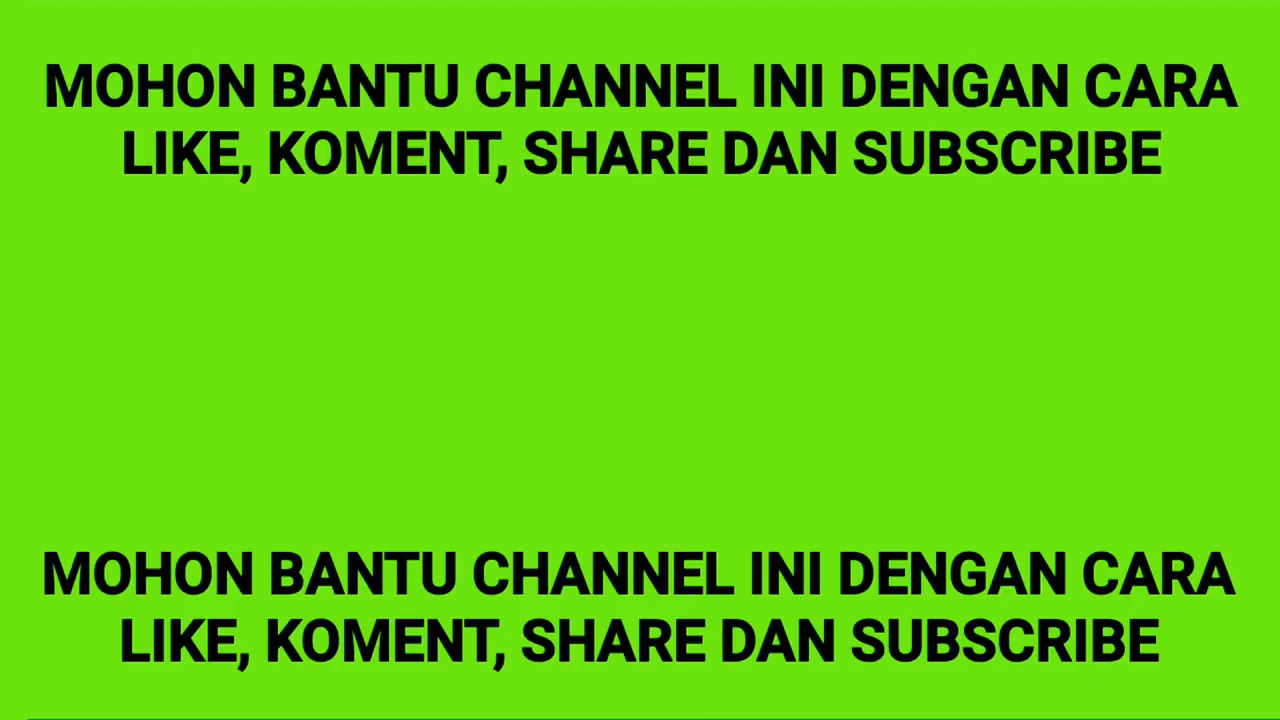 MOHON BANTU CHANNEL INI DENGAN CARA
LIKE, KOMENT, SHARE DAN SUBSCRIBE
MOHON BANTU CHANNEL INI DENGAN CARA
LIKE, KOMENT, SHARE DAN SUBSCRIBE